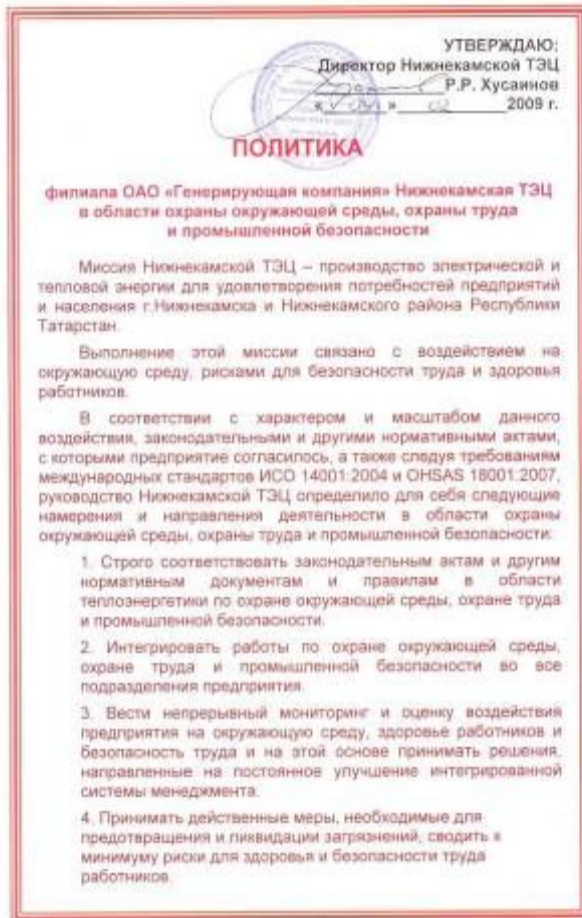 УТВЕРЖДАЮ:
Директор Нижнекамской ТЭЦ
Р.Р. Хусаинов
« » 2009 г.
ПОЛИТИКА
филиала ОАО «Генерирующая компания» Нижнекамская ТЭЦ
в области охраны окружающей среды, охраны труда
и промышленной безопасности
Миссия Нижнекамской ТЭЦ – производство электрической и
тепловой энергии для удовлетворения потребностей предприятий
и населения г.Нижнекамска и Нижнекамского района Республики
Татарстан.
Выполнение этой миссии связано с воздействием на
окружающую среду, рисками для безопасности труда и здоровья
работников.
В соответствии с характером и масштабом данного
воздействия, законодательными и другими нормативными актами,
с которыми предприятие согласилось, а также следуя требованиям
международных стандартов ИСО 14001:2004 и OHSAS 18001:2007,
руководство Нижнекамской ТЭЦ определило для себя следующие
намерения и направления деятельности в области охраны
окружающей среды, охраны труда и промышленной безопасности:
1. Строго соответствовать законодательным актам и другим
нормативным документам и правилам в области
теплоэнергетики по охране окружающей среды, охране труда
и промышленной безопасности.
2. Интегрировать работы по охране окружающей среды,
охране труда и промышленной безопасности во все
подразделения предприятия.
3. Вести непрерывный мониторинг и оценку воздействия
предприятия на окружающую среду, здоровье работников и
безопасность труда и на этой основе принимать решения,
направленные на постоянное улучшение интегрированной
системы менеджмента.
4. Принимать действенные меры, необходимые для
предотвращения и ликвидации загрязнений, сводить к
минимуму риски для здоровья и безопасности труда
работников.